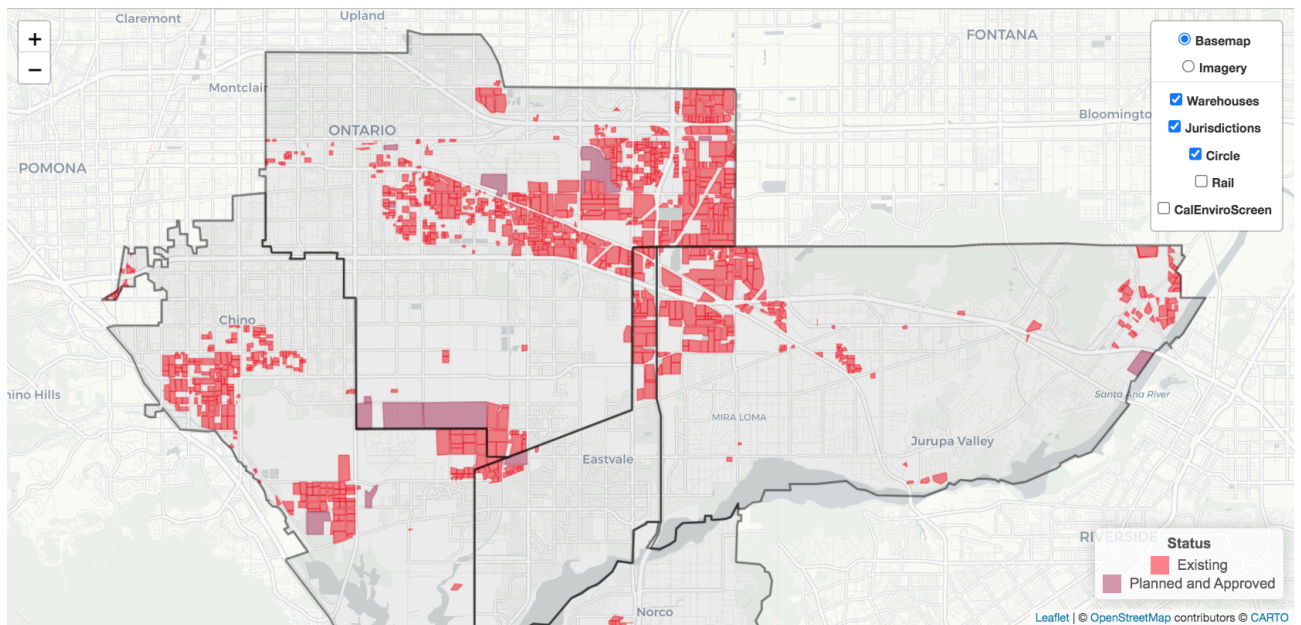 Claremont
Upland
FONTANA
+
−
Basemap
Imagery
Montclair
Warehouses
Bloomingto
ONTARIO
Jurisdictions
POMONA
Circle
Rail
CalEnviroScreen
Chino
hino Hills
Santa Ana River
MIRA LOMA
Jurupa Valley
Eastvale
RIVERSIDE
Status
Existing
Planned and Approved
Norco
Leaflet | © OpenStreetMap contributors © CARTO